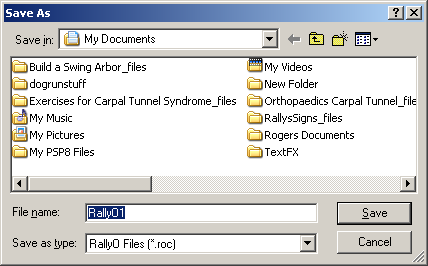 Save As
Save in: My Documents
Build a Swing Arbor_files
dogrunstuff
Exercises for Carpal Tunnel Syndrome_files
My Music
My Pictures
My PSP8 Files
My Videos
New Folder
Orthopaedics Carpal Tunnel_file
RallysSigns_files
Rogers Documents
TextFX
File name: RallyO1
Save
Save as type: RallyO Files (*.roc)
Cancel